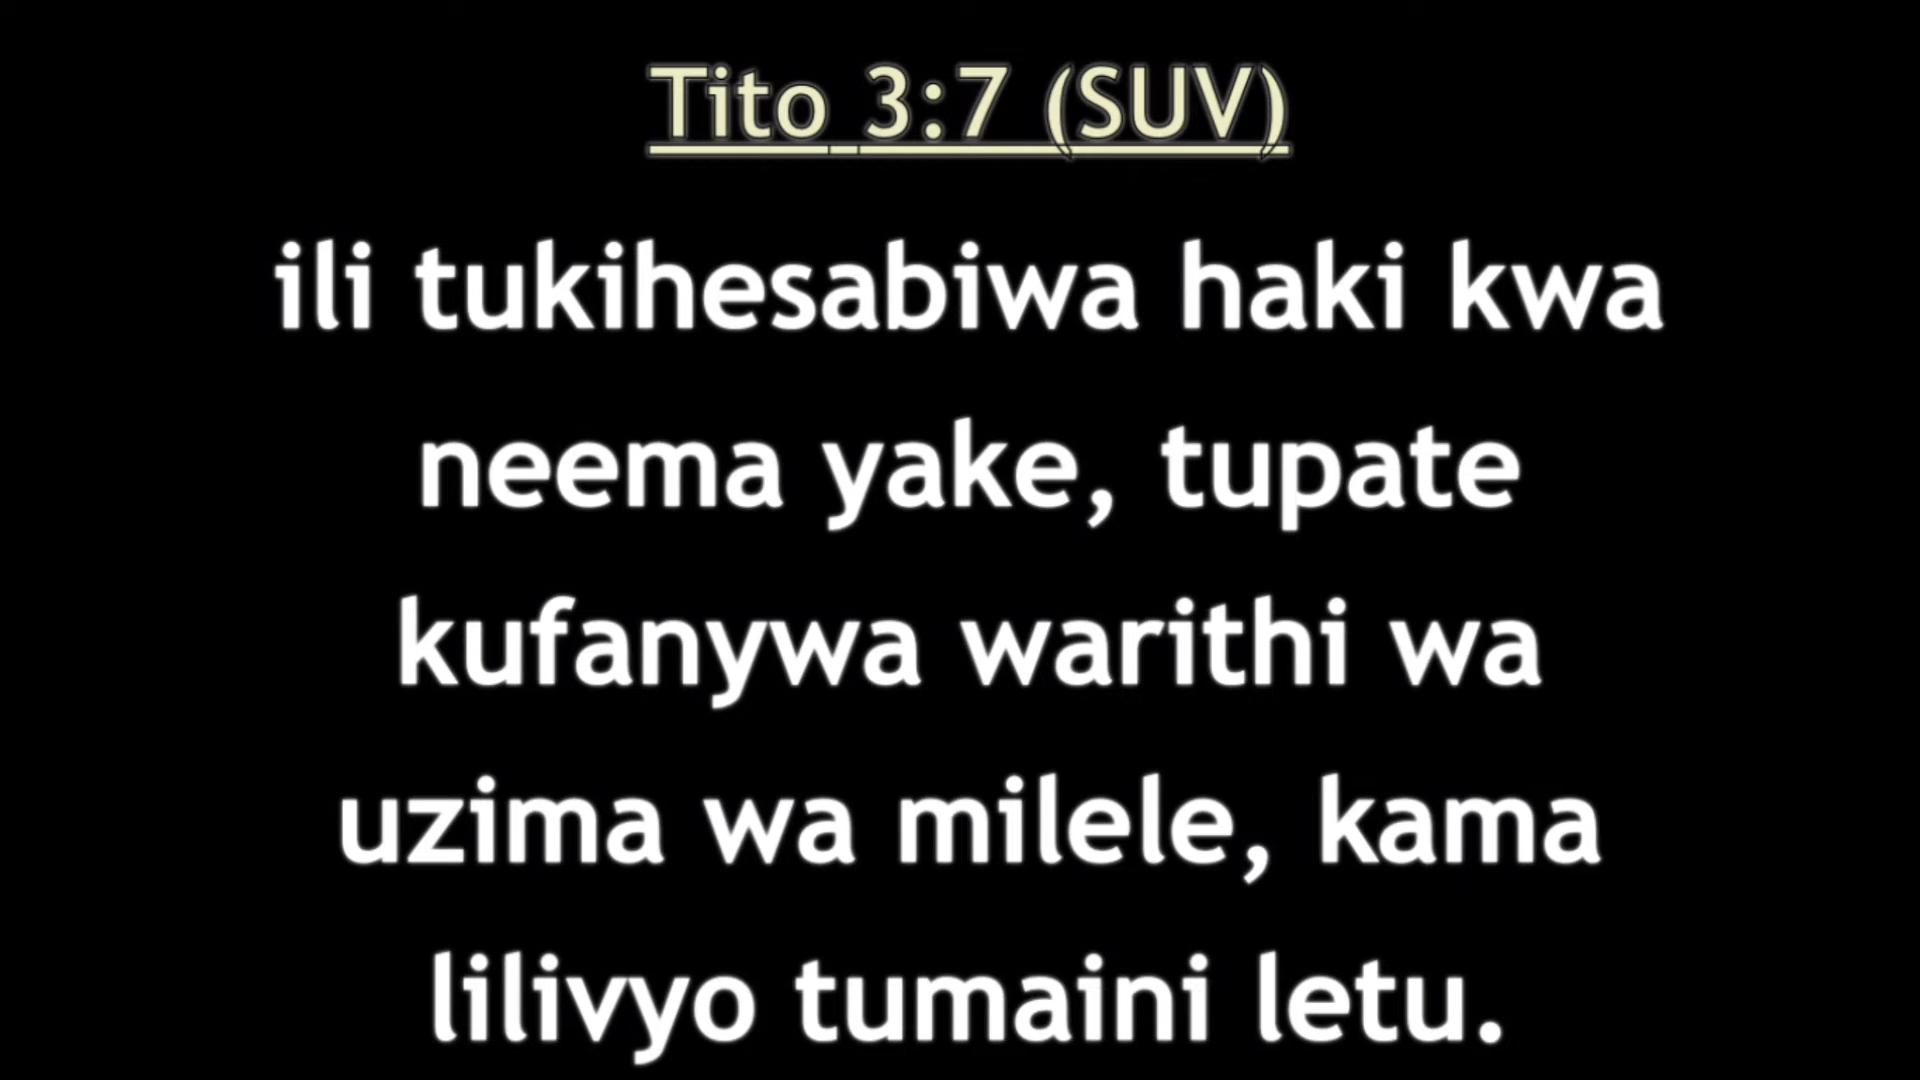 Tito 3:7 (SUV)
ili tukihesabiwa haki kwa
neema yake, tupate
kufanywa warithi wa
uzima wa milele, kama
lilivyo tumaini letu.